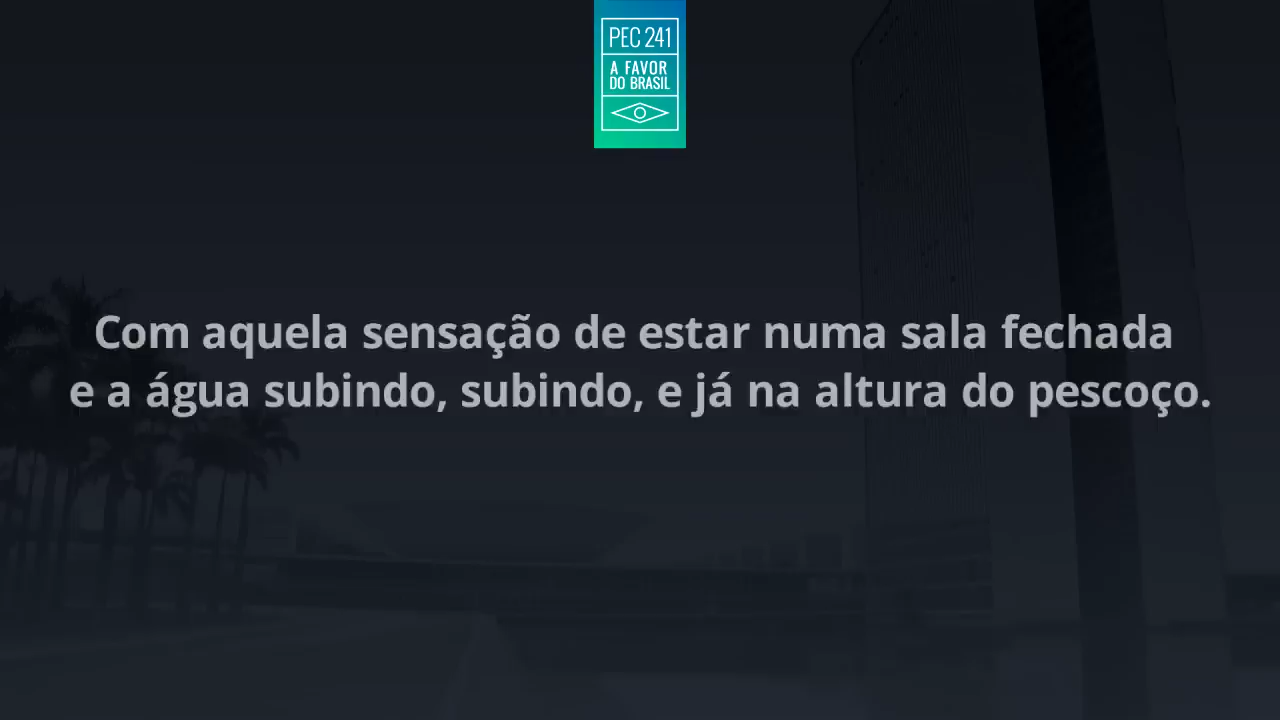 PEC 241
A FAVOR
DO BRASIL
Com aquela sensação de estar numa sala fechada
e a água subindo, subindo, e já na altura do pescoço.